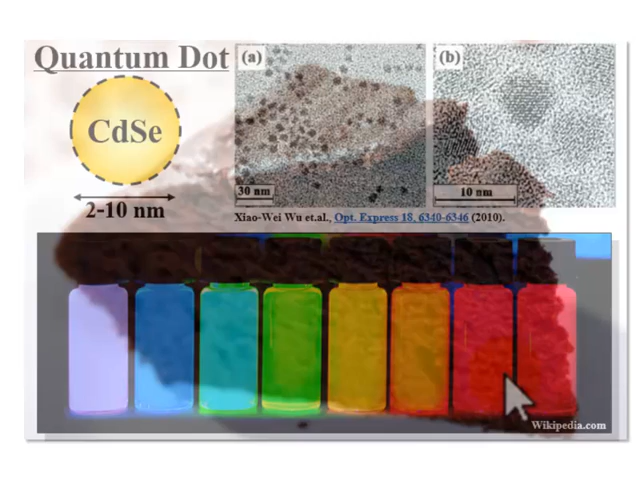 Quantum Dot
CdSe
2-10 nm
(a)
30 nm
(b)
10 nm
Xiao-Wei Wu et.al., Opt. Express 18, 6340-6346 (2010).
Wikipedia.com